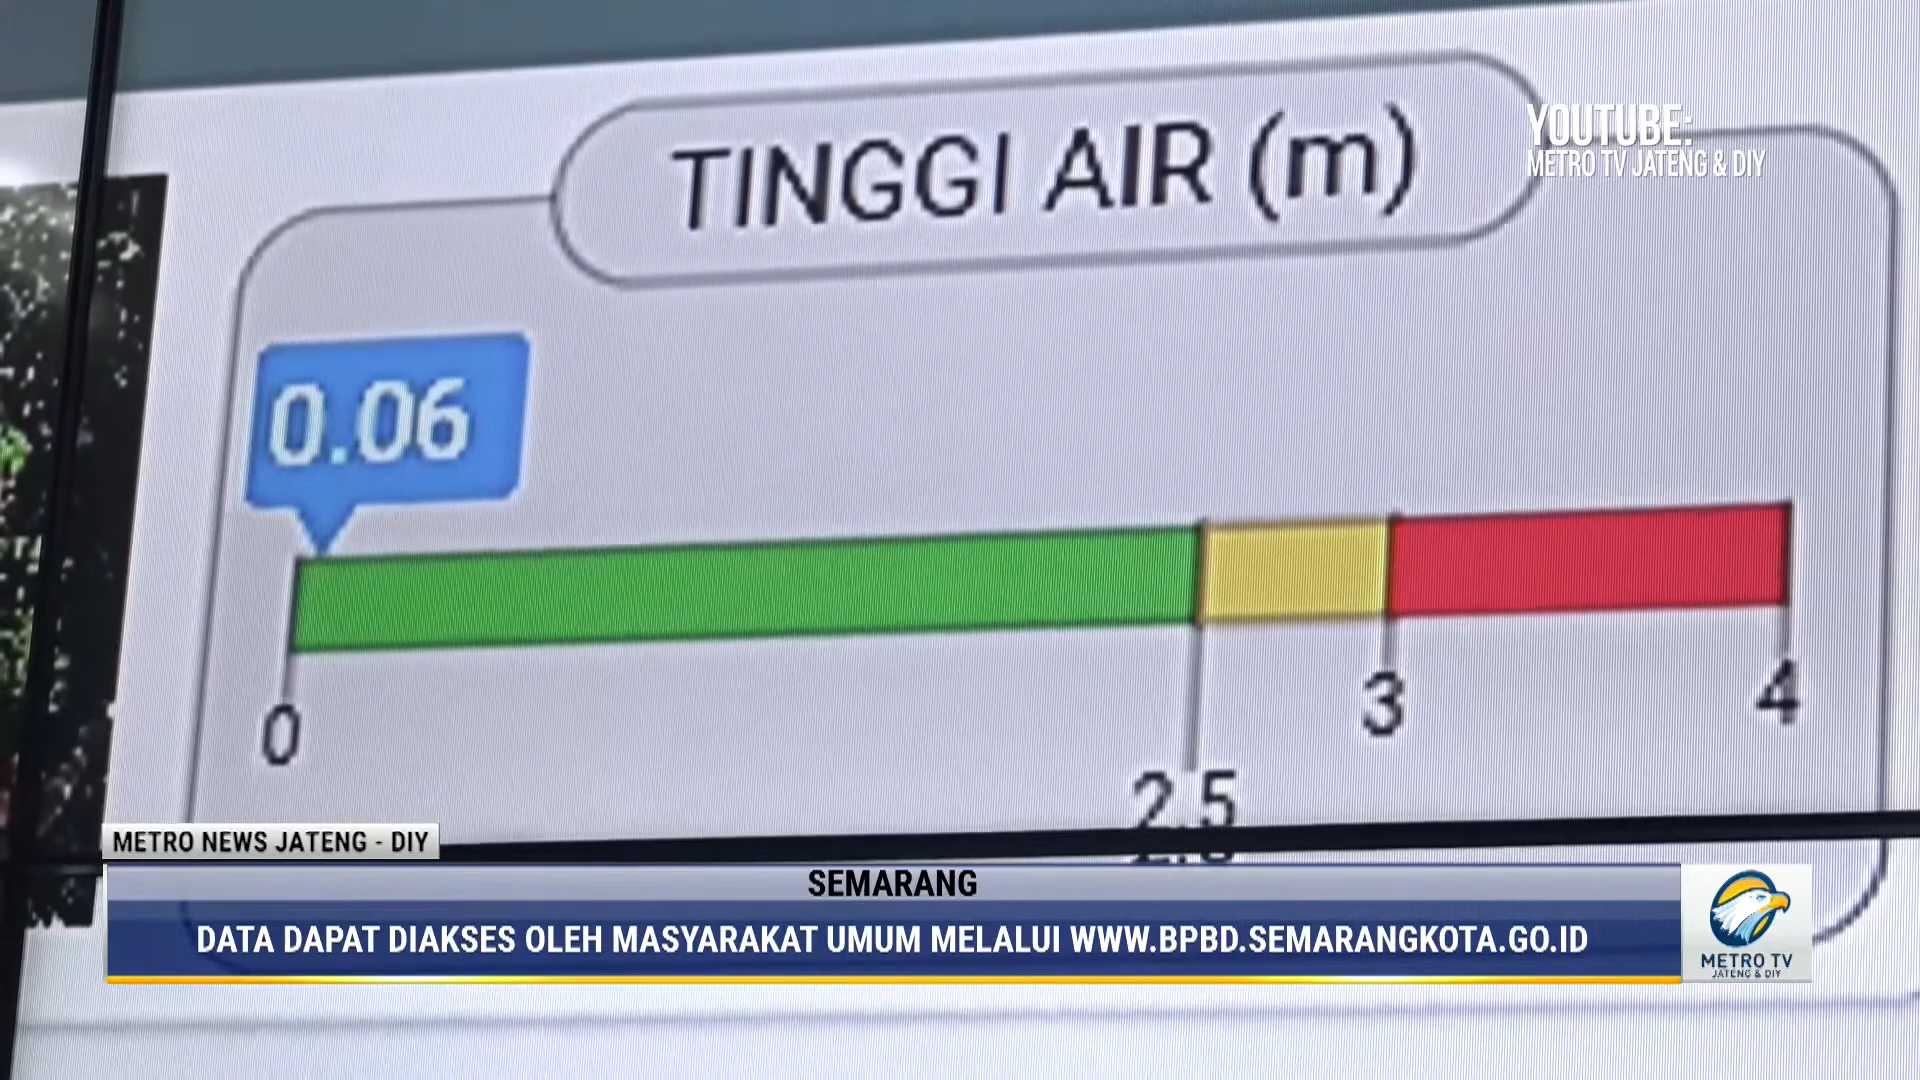 YOUTUBE:
METRO TV JATENG & DIY
TINGGI AIR (m)
0.06
0
3
4
2.5
METRO NEWS JATENG - DIY
SEMARANG
DATA DAPAT DIAKSES OLEH MASYARAKAT UMUM MELALUI WWW.BPBD.SEMARANGKOTA.GO.ID
METRO TV
JATENG & DIY